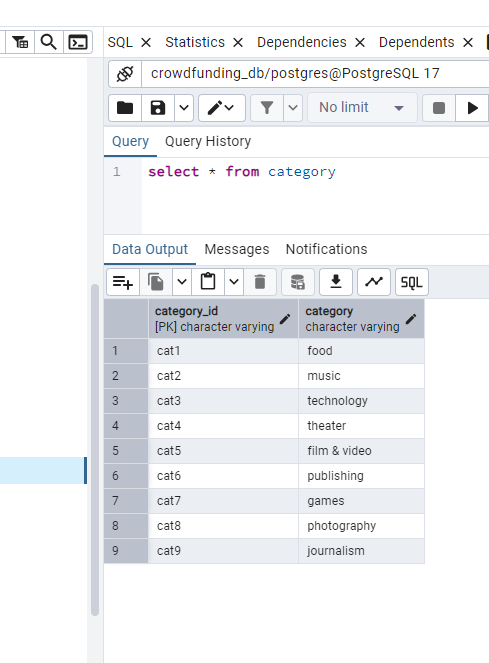 SQL Statistics Dependencies Dependents
crowdfunding_db/postgres@PostgreSQL 17
No limit
Query Query History
1 select * from category
Data Output Messages Notifications
SQL
category_id category
[PK] character varying character varying
1 cat1 food
2 cat2 music
3 cat3 technology
4 cat4 theater
5 cat5 film & video
6 cat6 publishing
7 cat7 games
8 cat8 photography
9 cat9 journalism